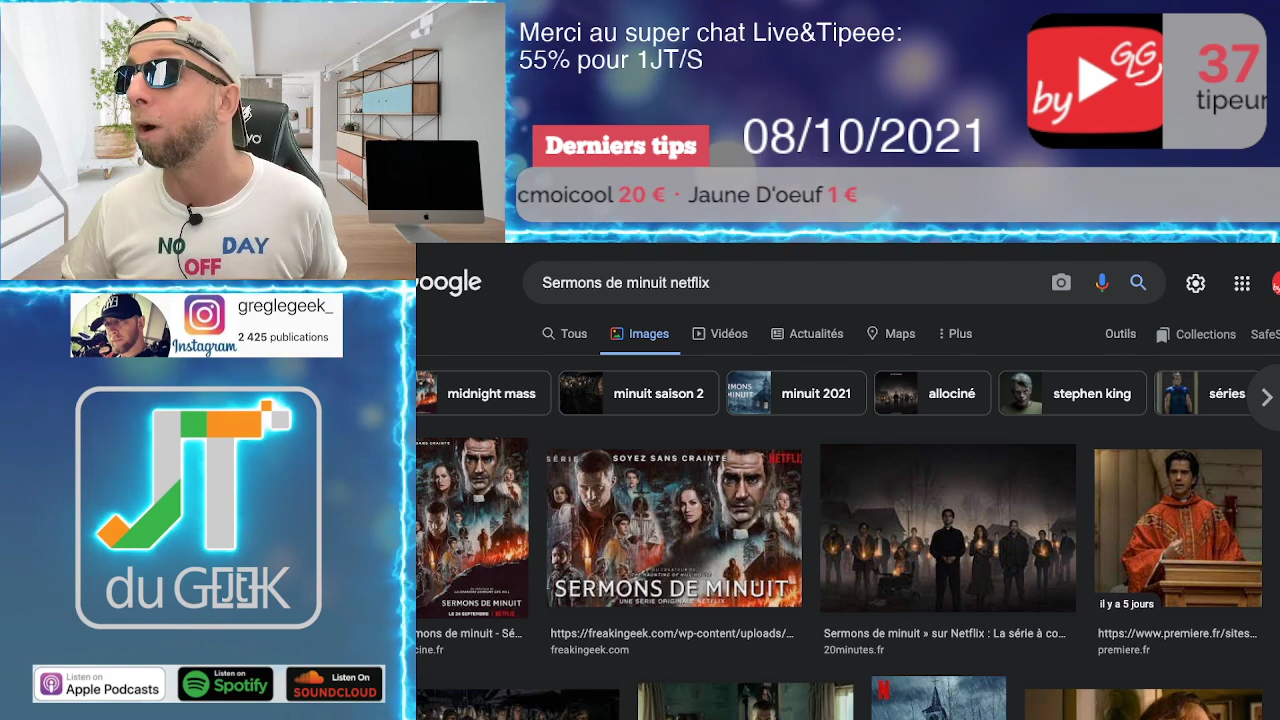 Merci au super chat Live&Tipeee:
55% pour 1JT/S
by GLG
37
tipeur
Derniers tips
08/10/2021
cmoicool 20 € · Jaune D'oeuf 1 €
NO DAY
OFF
greglegeek_
Instagram
2 425 publications
JT
du GEEK
Listen on
Apple Podcasts
Listen on
Spotify
Listen On
SOUNDCLOUD
oogle
Sermons de minuit netflix
Tous
Images
Vidéos
Actualités
Maps
Plus
Outils
Collections
SafeS
midnight mass
minuit saison 2
minuit 2021
allociné
stephen king
séries
SERMONS DE MINUIT
LE 24 SEPTEMBRE NETFLIX
SÉRIE
SOYEZ SANS CRAINTE
NETFLIX
SERMONS DE MINUIT
UNE SÉRIE ORIGINALE NETFLIX
il y a 5 jours
mons de minuit - Sé...
cine.fr
https://freakingeek.com/wp-content/uploads/...
freakingeek.com
Sermons de minuit » sur Netflix : La série à co...
20minutes.fr
https://www.premiere.fr/sites...
premiere.fr
N